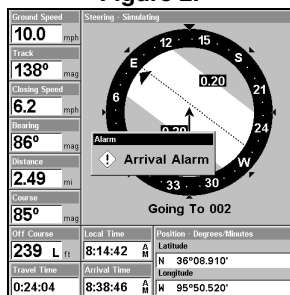 Figure 2.
Ground Speed
10.0 mph
Steering - Simulating
Track
138° mag
Closing Speed
6.2 mph
Bearing
86° mag
Distance
2.49 mi
Course
85° mag
12 15 S 21 24 W 30 33 6 E
0.20
0.20
Alarm
Arrival Alarm
Going To 002
Off Course
239 L ft
Local Time
8:14:42 AM
Position - Degrees/Minutes
Latitude
N 36°08.910'
Travel Time
0:24:04
Arrival Time
8:38:46 AM
Longitude
W 95°50.520'